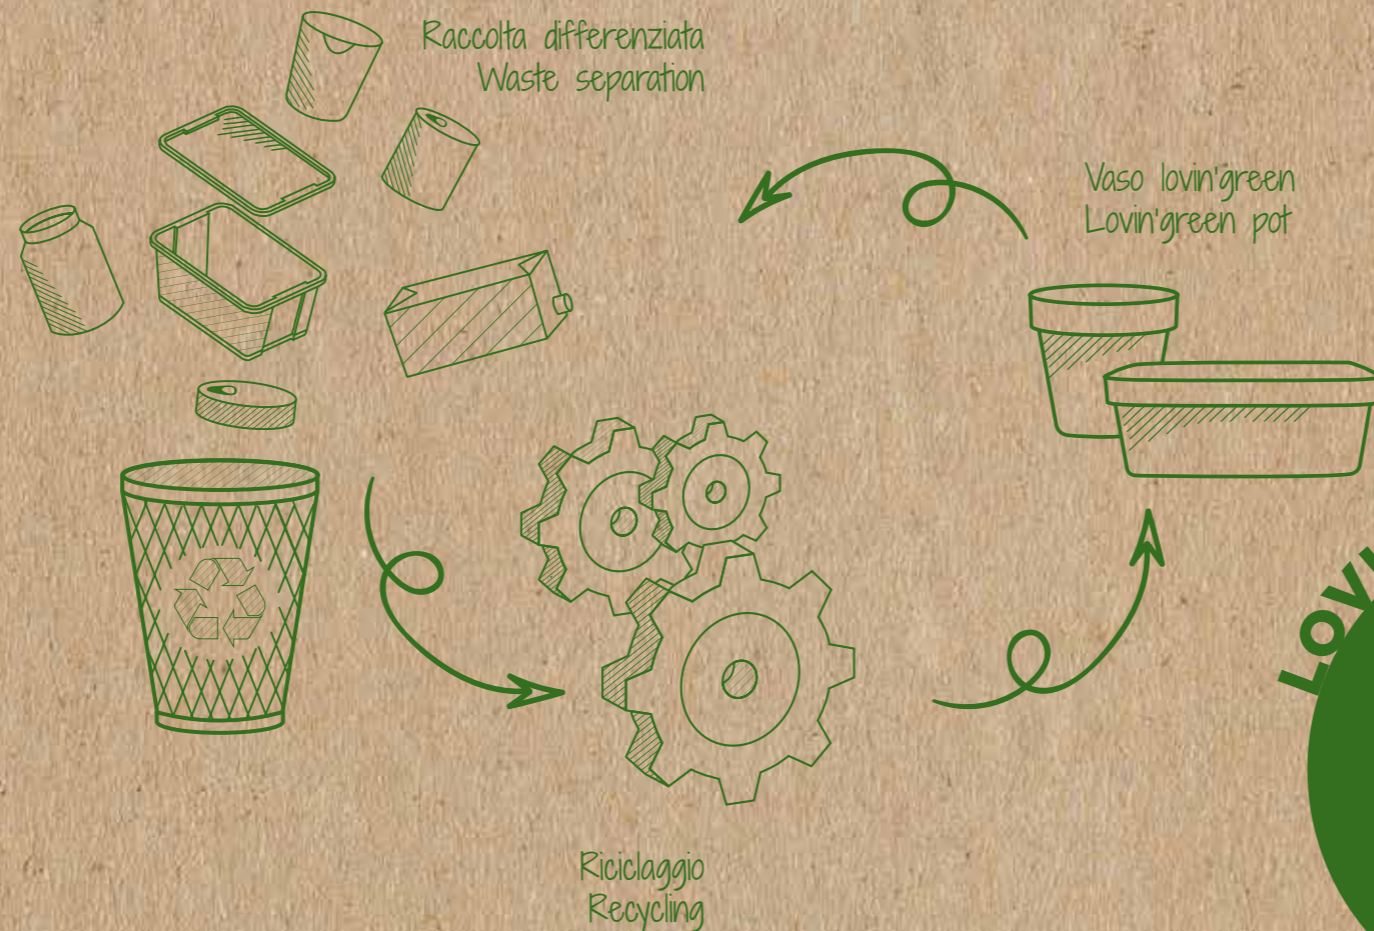 Raccolta differenziata
Waste separation
Vaso lovin'green
Lovin'green pot
Riciclaggio
Recycling